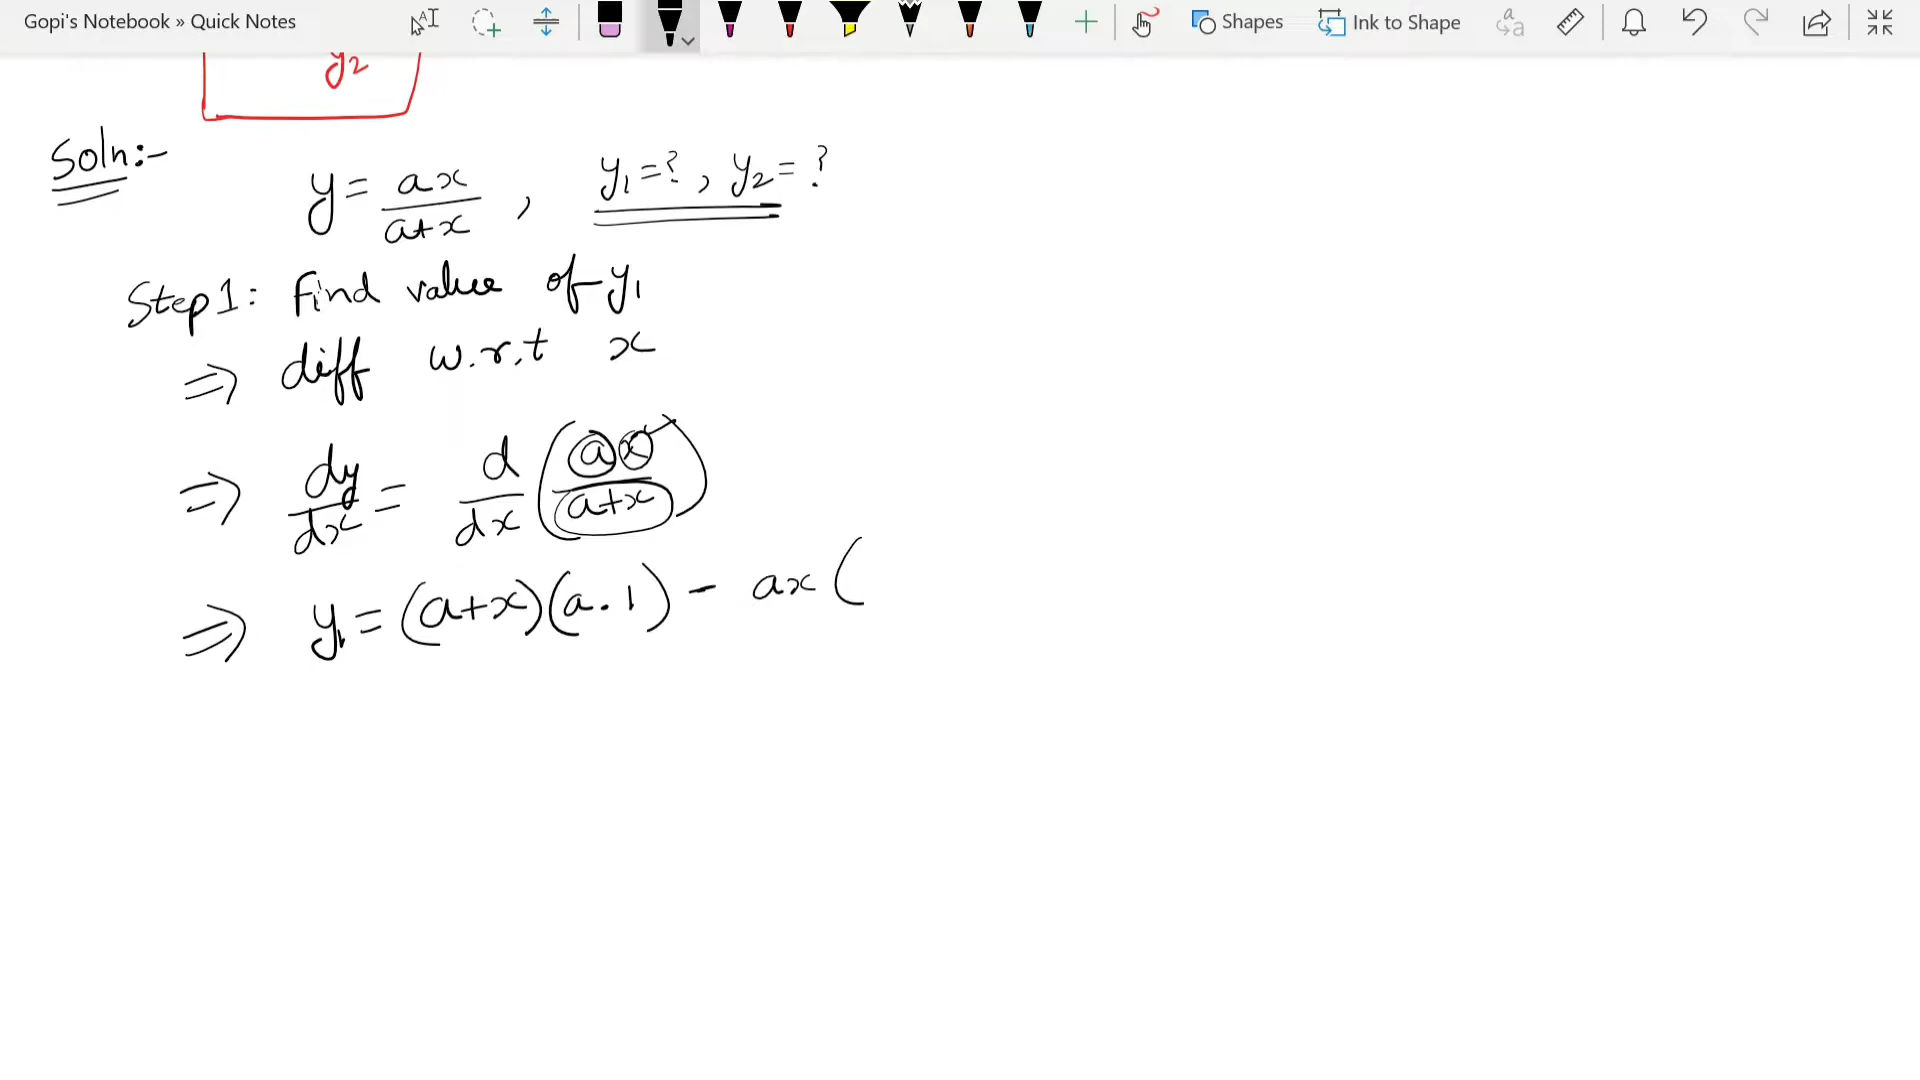 Gopi's Notebook » Quick Notes
Shapes
Ink to Shape
y₂
Soln:-
y = ax/(a+x) , y₁ = ? , y₂ = ?
Step 1: Find value of y₁
⇒ diff w.r.t x
⇒ dy/dx = d/dx (ax/(a+x))
⇒ y₁ = (a+x)(a.1) - ax (